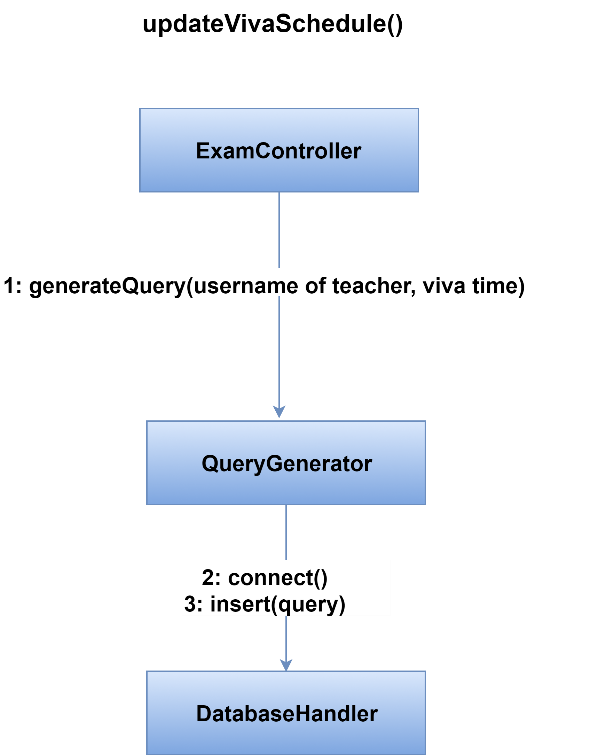 updateVivaSchedule()
ExamController
1: generateQuery(username of teacher, viva time)
QueryGenerator
2: connect()
3: insert(query)
DatabaseHandler